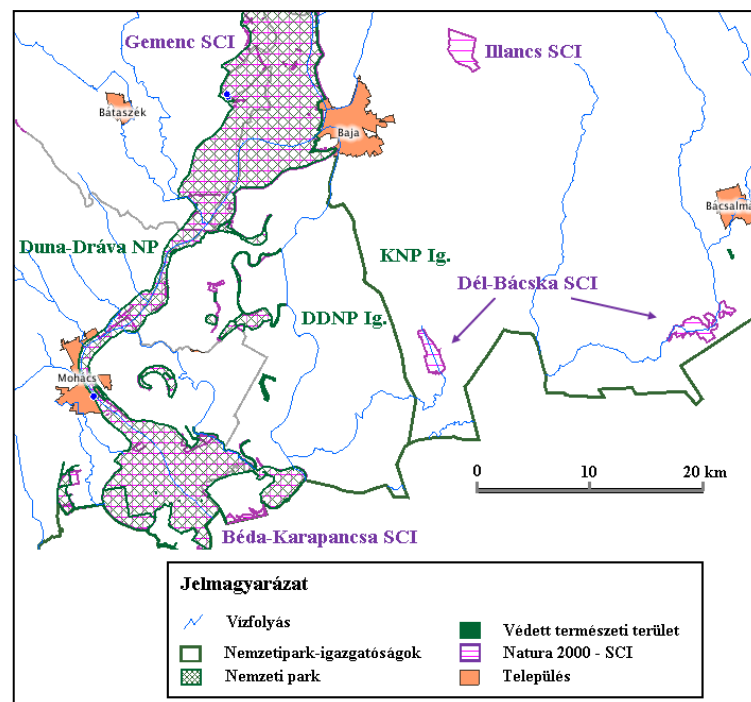 Gemenc SCI
Illancs SCI
Bátaszék
Baja
Bácsalma
Duna-Dráva NP
KNP Ig.
Dél-Bácska SCI
DDNP Ig.
Mohács
0 10 20 km
Béda-Karapancsa SCI
Jelmagyarázat
Vízfolyás
Nemzetipark-igazgatóságok
Nemzeti park
Védett természeti terület
Natura 2000 - SCI
Település